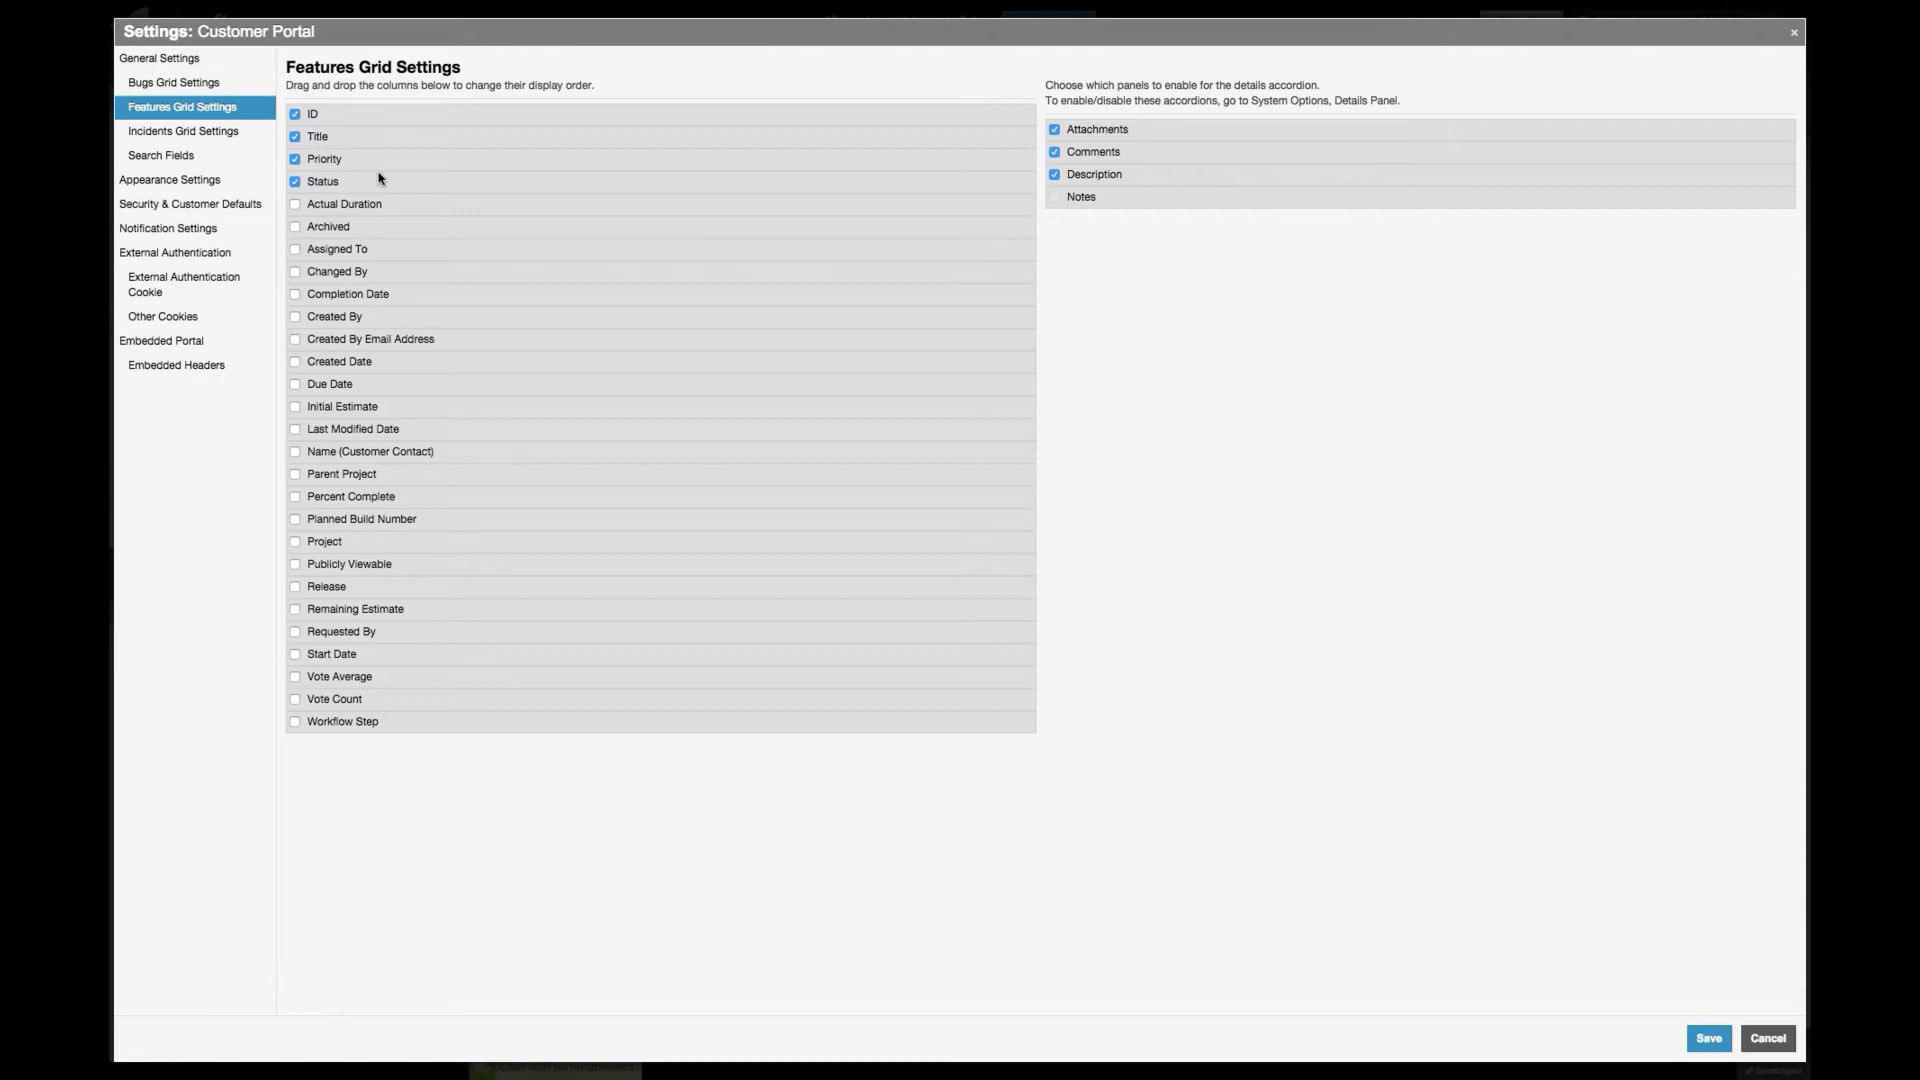 Settings: Customer Portal
×
General Settings
Bugs Grid Settings
Features Grid Settings
Incidents Grid Settings
Search Fields
Appearance Settings
Security & Customer Defaults
Notification Settings
External Authentication
External Authentication
Cookie
Other Cookies
Embedded Portal
Embedded Headers
Features Grid Settings
Drag and drop the columns below to change their display order.
ID
Title
Priority
Status
Actual Duration
Archived
Assigned To
Changed By
Completion Date
Created By
Created By Email Address
Created Date
Due Date
Initial Estimate
Last Modified Date
Name (Customer Contact)
Parent Project
Percent Complete
Planned Build Number
Project
Publicly Viewable
Release
Remaining Estimate
Requested By
Start Date
Vote Average
Vote Count
Workflow Step
Choose which panels to enable for the details accordion.
To enable/disable these accordions, go to System Options, Details Panel.
Attachments
Comments
Description
Notes
Save
Cancel